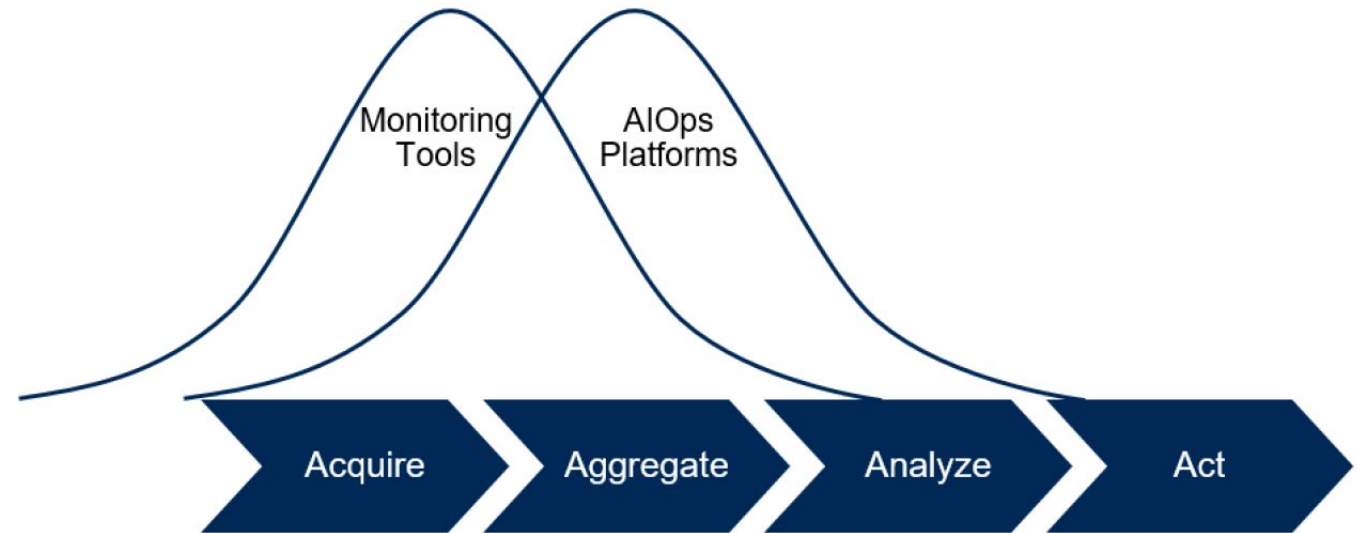 Monitoring
Tools
AIOps
Platforms
Acquire
Aggregate
Analyze
Act